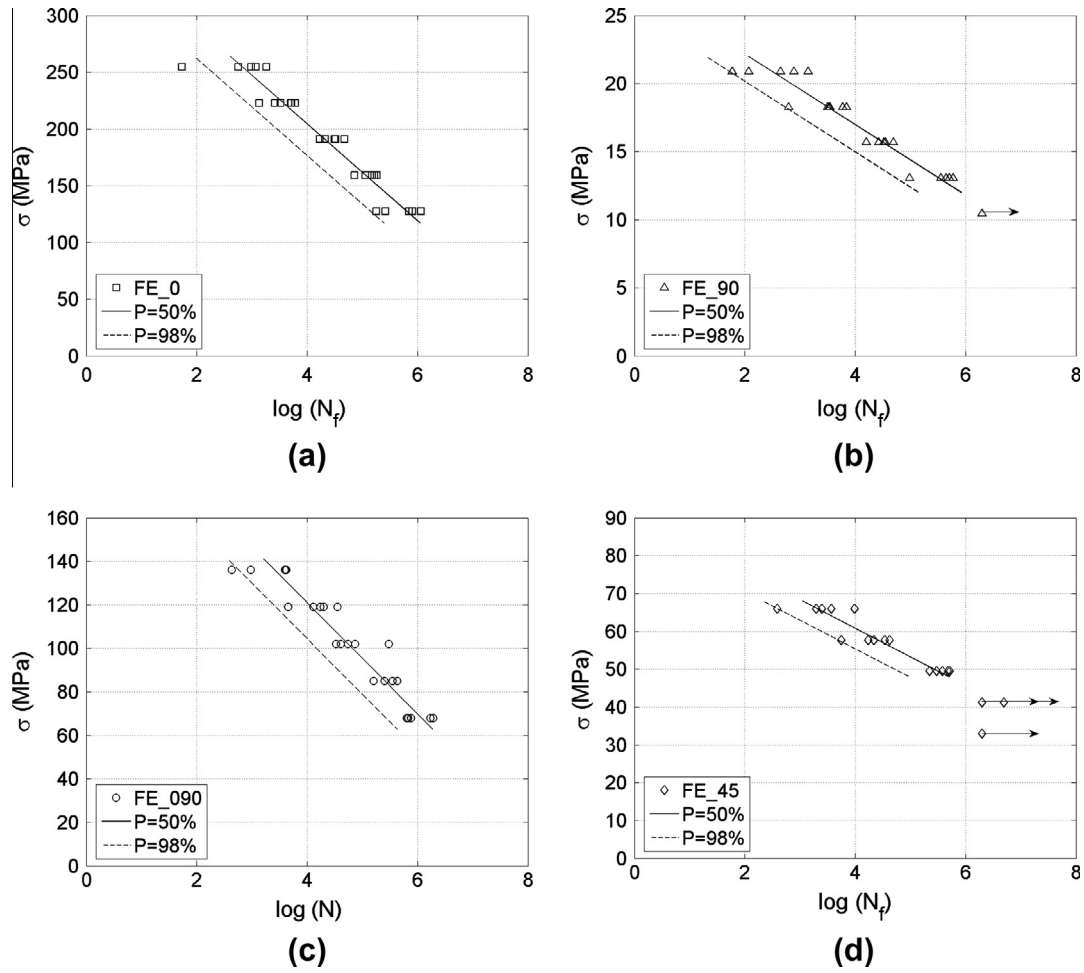 300
250
200
150
100
50
0
σ (MPa)
FE_0
P=50%
P=98%
0 2 4 6 8
log (Nf)
(a)
25
20
15
10
5
0
σ (MPa)
FE_90
P=50%
P=98%
0 2 4 6 8
log (Nf)
(b)
160
140
120
100
80
60
40
20
0
σ (MPa)
FE_090
P=50%
P=98%
0 2 4 6 8
log (N)
(c)
90
80
70
60
50
40
30
20
10
0
σ (MPa)
FE_45
P=50%
P=98%
0 2 4 6 8
log (Nf)
(d)